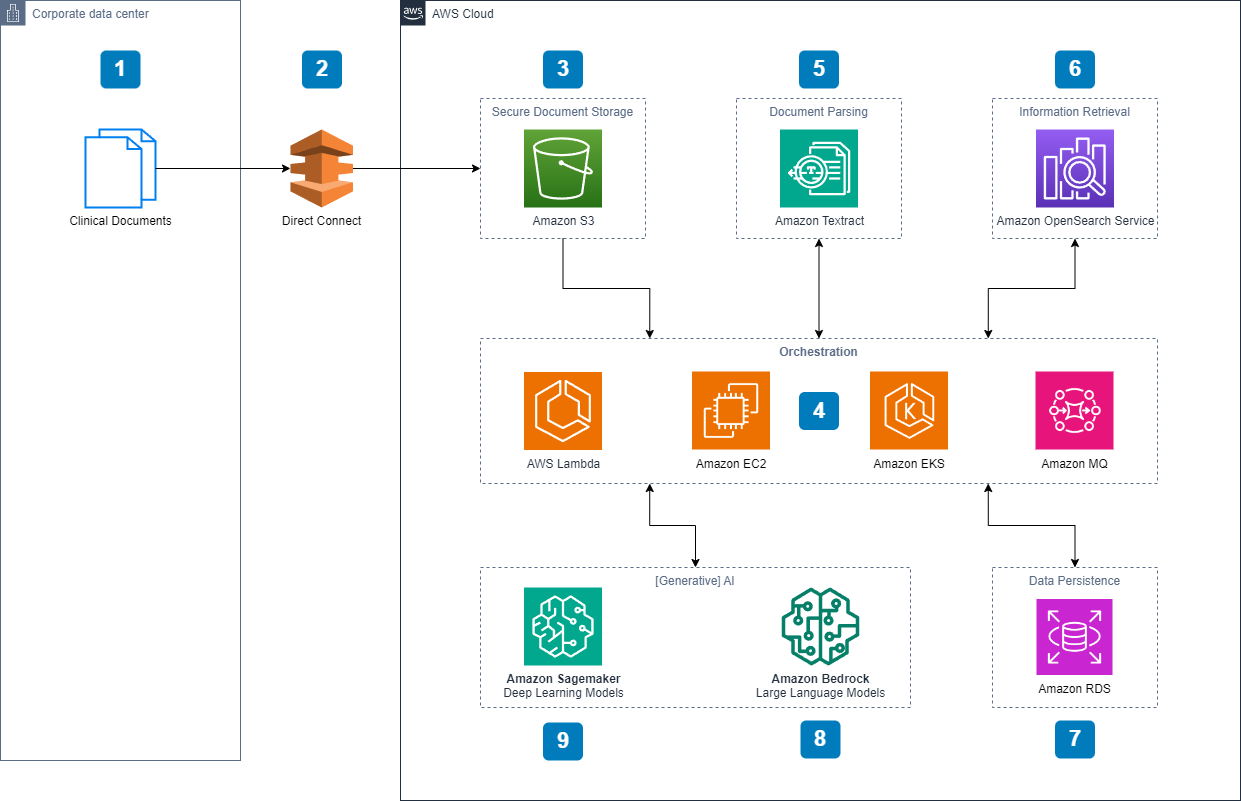 Corporate data center
aws
AWS Cloud
1
2
3
5
6
Secure Document Storage
Document Parsing
Information Retrieval
T
Clinical Documents
Direct Connect
Amazon S3
Amazon Textract
Amazon OpenSearch Service
Orchestration
4
K
AWS Lambda
Amazon EC2
Amazon EKS
Amazon MQ
[Generative] AI
Data Persistence
Amazon Sagemaker
Deep Learning Models
Amazon Bedrock
Large Language Models
Amazon RDS
9
8
7